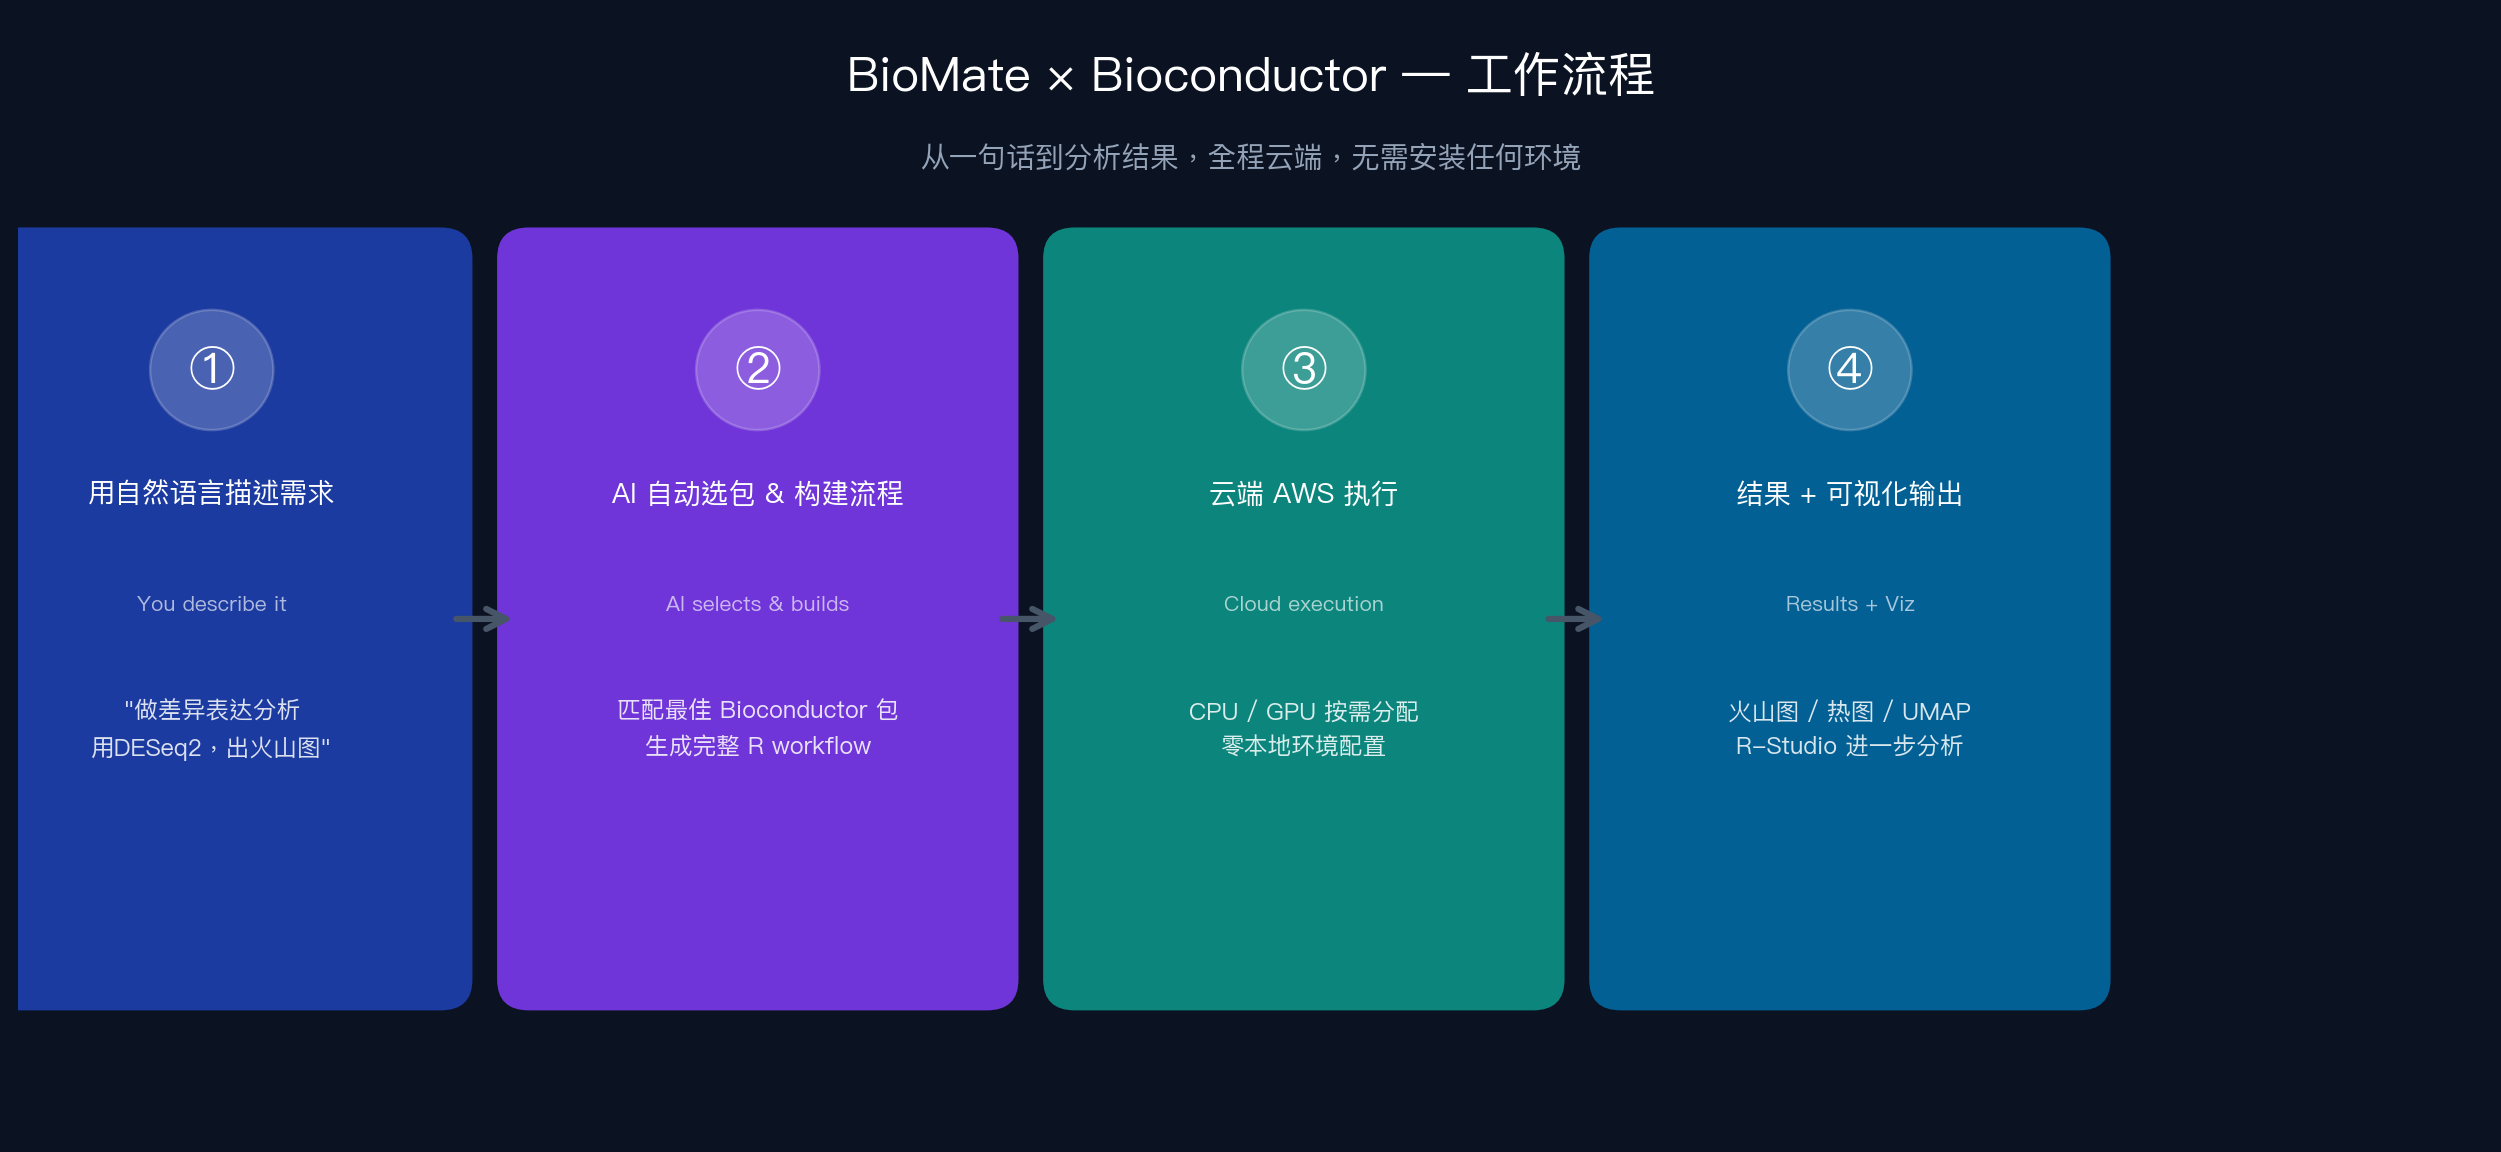 BioMate × Bioconductor — 工作流程
从一句话到分析结果，全程云端，无需安装任何环境
①
用自然语言描述需求
You describe it
"做差异表达分析
用DESeq2，出火山图"
②
AI 自动选包 & 构建流程
AI selects & builds
匹配最佳 Bioconductor 包
生成完整 R workflow
③
云端 AWS 执行
Cloud execution
CPU / GPU 按需分配
零本地环境配置
④
结果 + 可视化输出
Results + Viz
火山图 / 热图 / UMAP
R-Studio 进一步分析